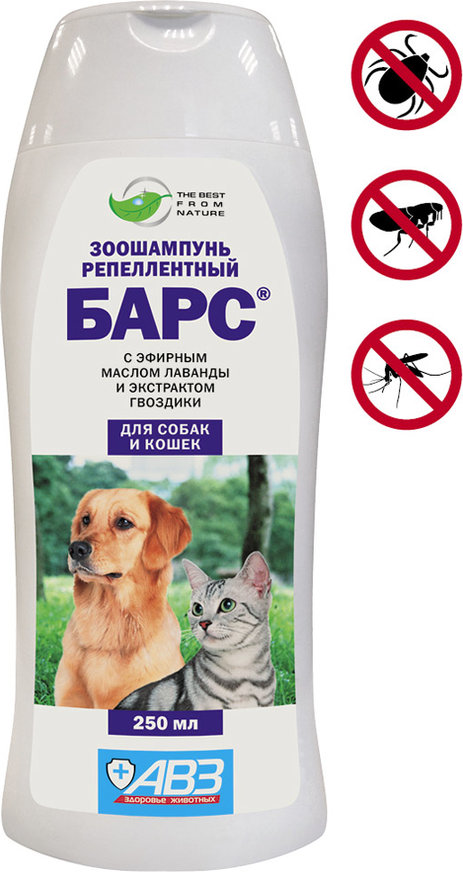 THE BEST
FROM
NATURE
ЗООШАМПУНЬ
РЕПЕЛЛЕНТНЫЙ
БАРС®
С ЭФИРНЫМ
МАСЛОМ ЛАВАНДЫ
И ЭКСТРАКТОМ
ГВОЗДИКИ
ДЛЯ СОБАК
И КОШЕК
250 МЛ
АВЗ
здоровье животных